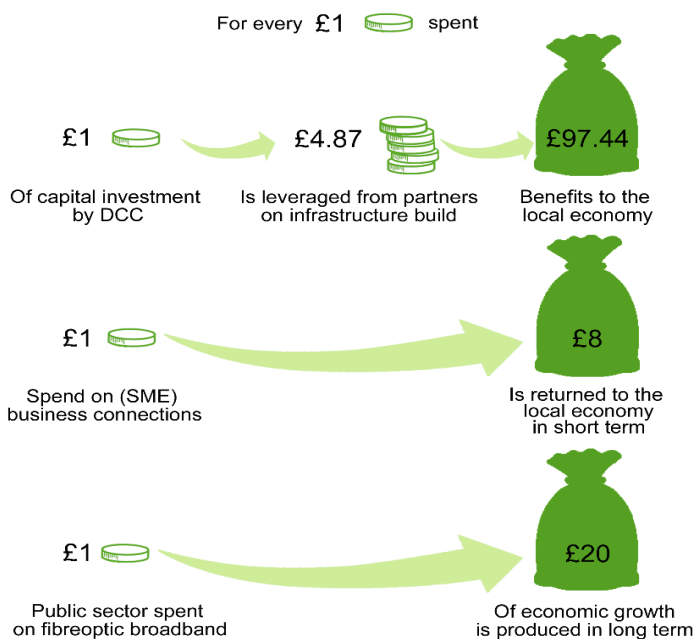 For every £1 spent
£1 £4.87 £97.44
Of capital investment
by DCC
Is leveraged from partners
on infrastructure build
Benefits to the
local economy
£1 £8
Spend on (SME)
business connections
Is returned to the
local economy
in short term
£1 £20
Public sector spent
on fibreoptic broadband
Of economic growth
is produced in long term